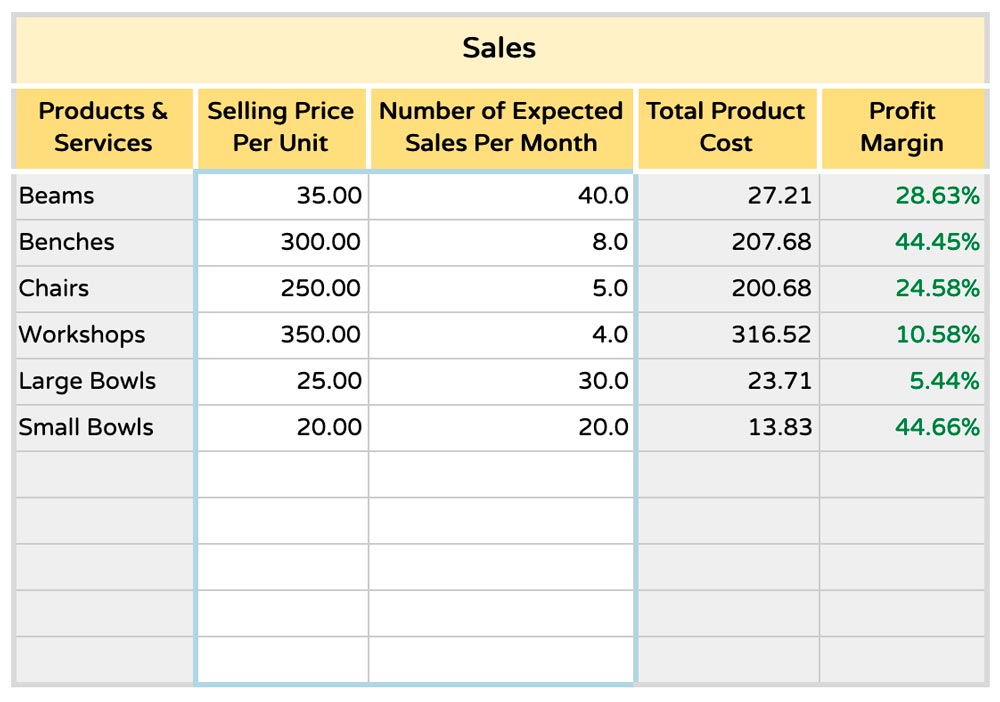 Sales
Products & Services Selling Price Per Unit Number of Expected Sales Per Month Total Product Cost Profit Margin
Beams 35.00 40.0 27.21 28.63%
Benches 300.00 8.0 207.68 44.45%
Chairs 250.00 5.0 200.68 24.58%
Workshops 350.00 4.0 316.52 10.58%
Large Bowls 25.00 30.0 23.71 5.44%
Small Bowls 20.00 20.0 13.83 44.66%